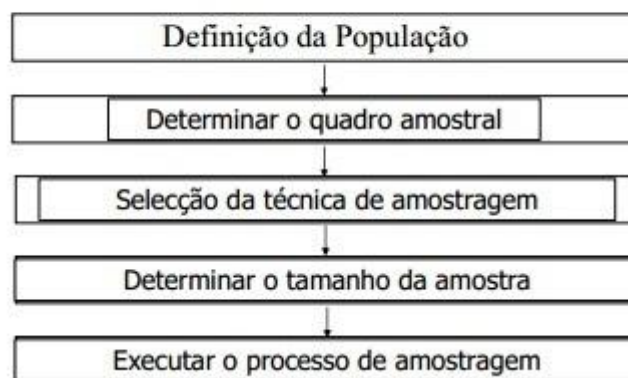 Definição da População
Determinar o quadro amostral
Selecção da técnica de amostragem
Determinar o tamanho da amostra
Executar o processo de amostragem